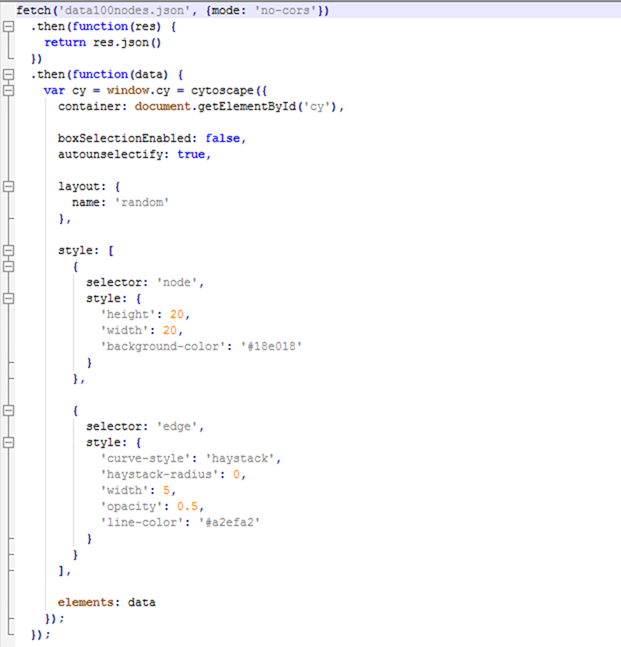 fetch('data100nodes.json', {mode: 'no-cors'})
.then(function(res) {
return res.json()
})
.then(function(data) {
var cy = window.cy = cytoscape({
container: document.getElementById('cy'),
boxSelectionEnabled: false,
autounselectify: true,
layout: {
name: 'random'
},
style: [
{
selector: 'node',
style: {
'height': 20,
'width': 20,
'background-color': '#18e018'
}
},
{
selector: 'edge',
style: {
'curve-style': 'haystack',
'haystack-radius': 0,
'width': 5,
'opacity': 0.5,
'line-color': '#a2efa2'
}
}
],
elements: data
});
});